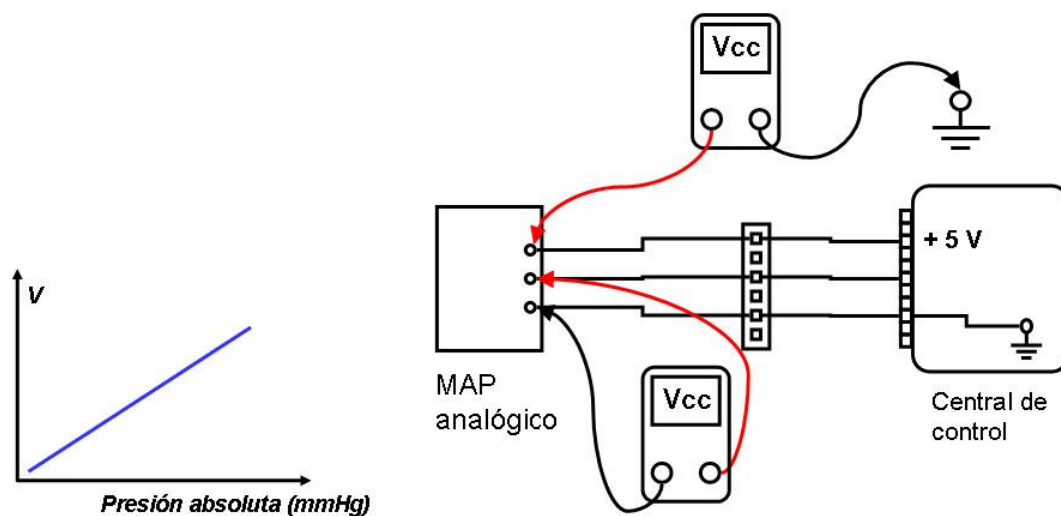 Vcc
+ 5 V
V
MAP
analógico
Vcc
Central de
control
Presión absoluta (mmHg)